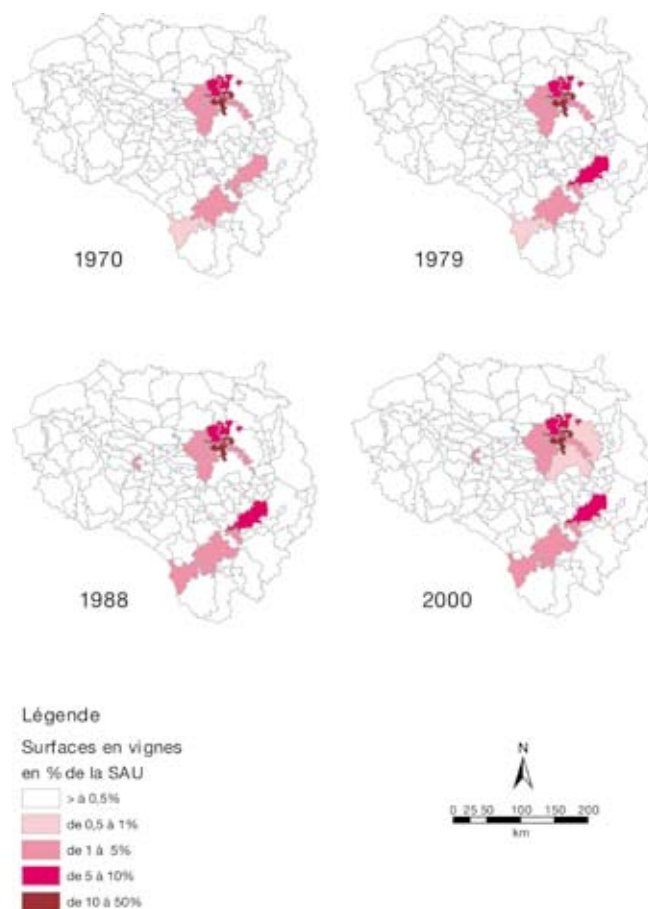 1970
1979
1988
2000
Légende
Surfaces en vignes
en % de la SAU
> à 0,5%
de 0,5 à 1%
de 1 à 5%
de 5 à 10%
de 10 à 50%
N
0 25 50 100 150 200
km